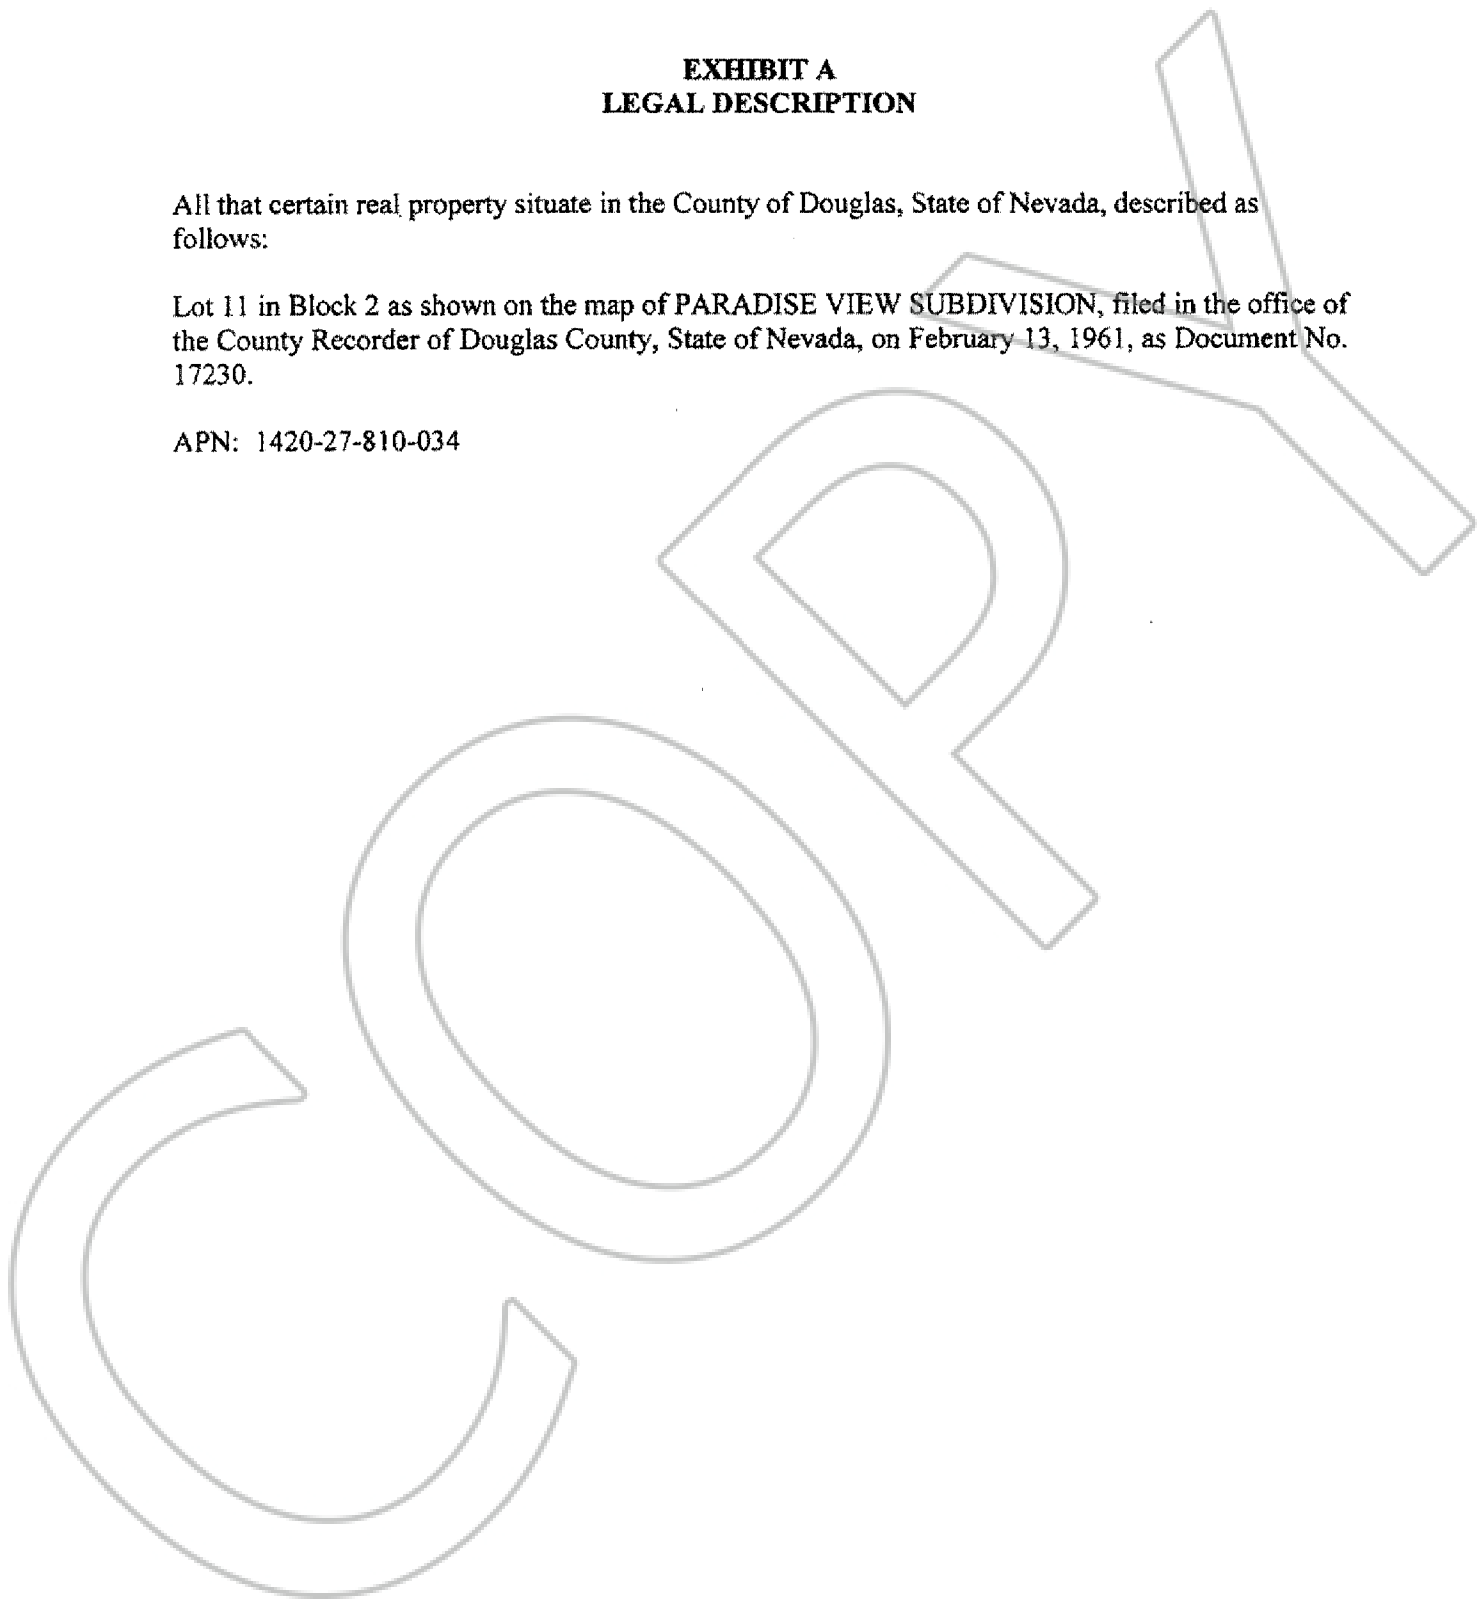 EXHIBIT A
LEGAL DESCRIPTION
All that certain real property situate in the County of Douglas, State of Nevada, described as
follows:
Lot 11 in Block 2 as shown on the map of PARADISE VIEW SUBDIVISION, filed in the office of
the County Recorder of Douglas County, State of Nevada, on February 13, 1961, as Document No.
17230.
APN: 1420-27-810-034
COPY